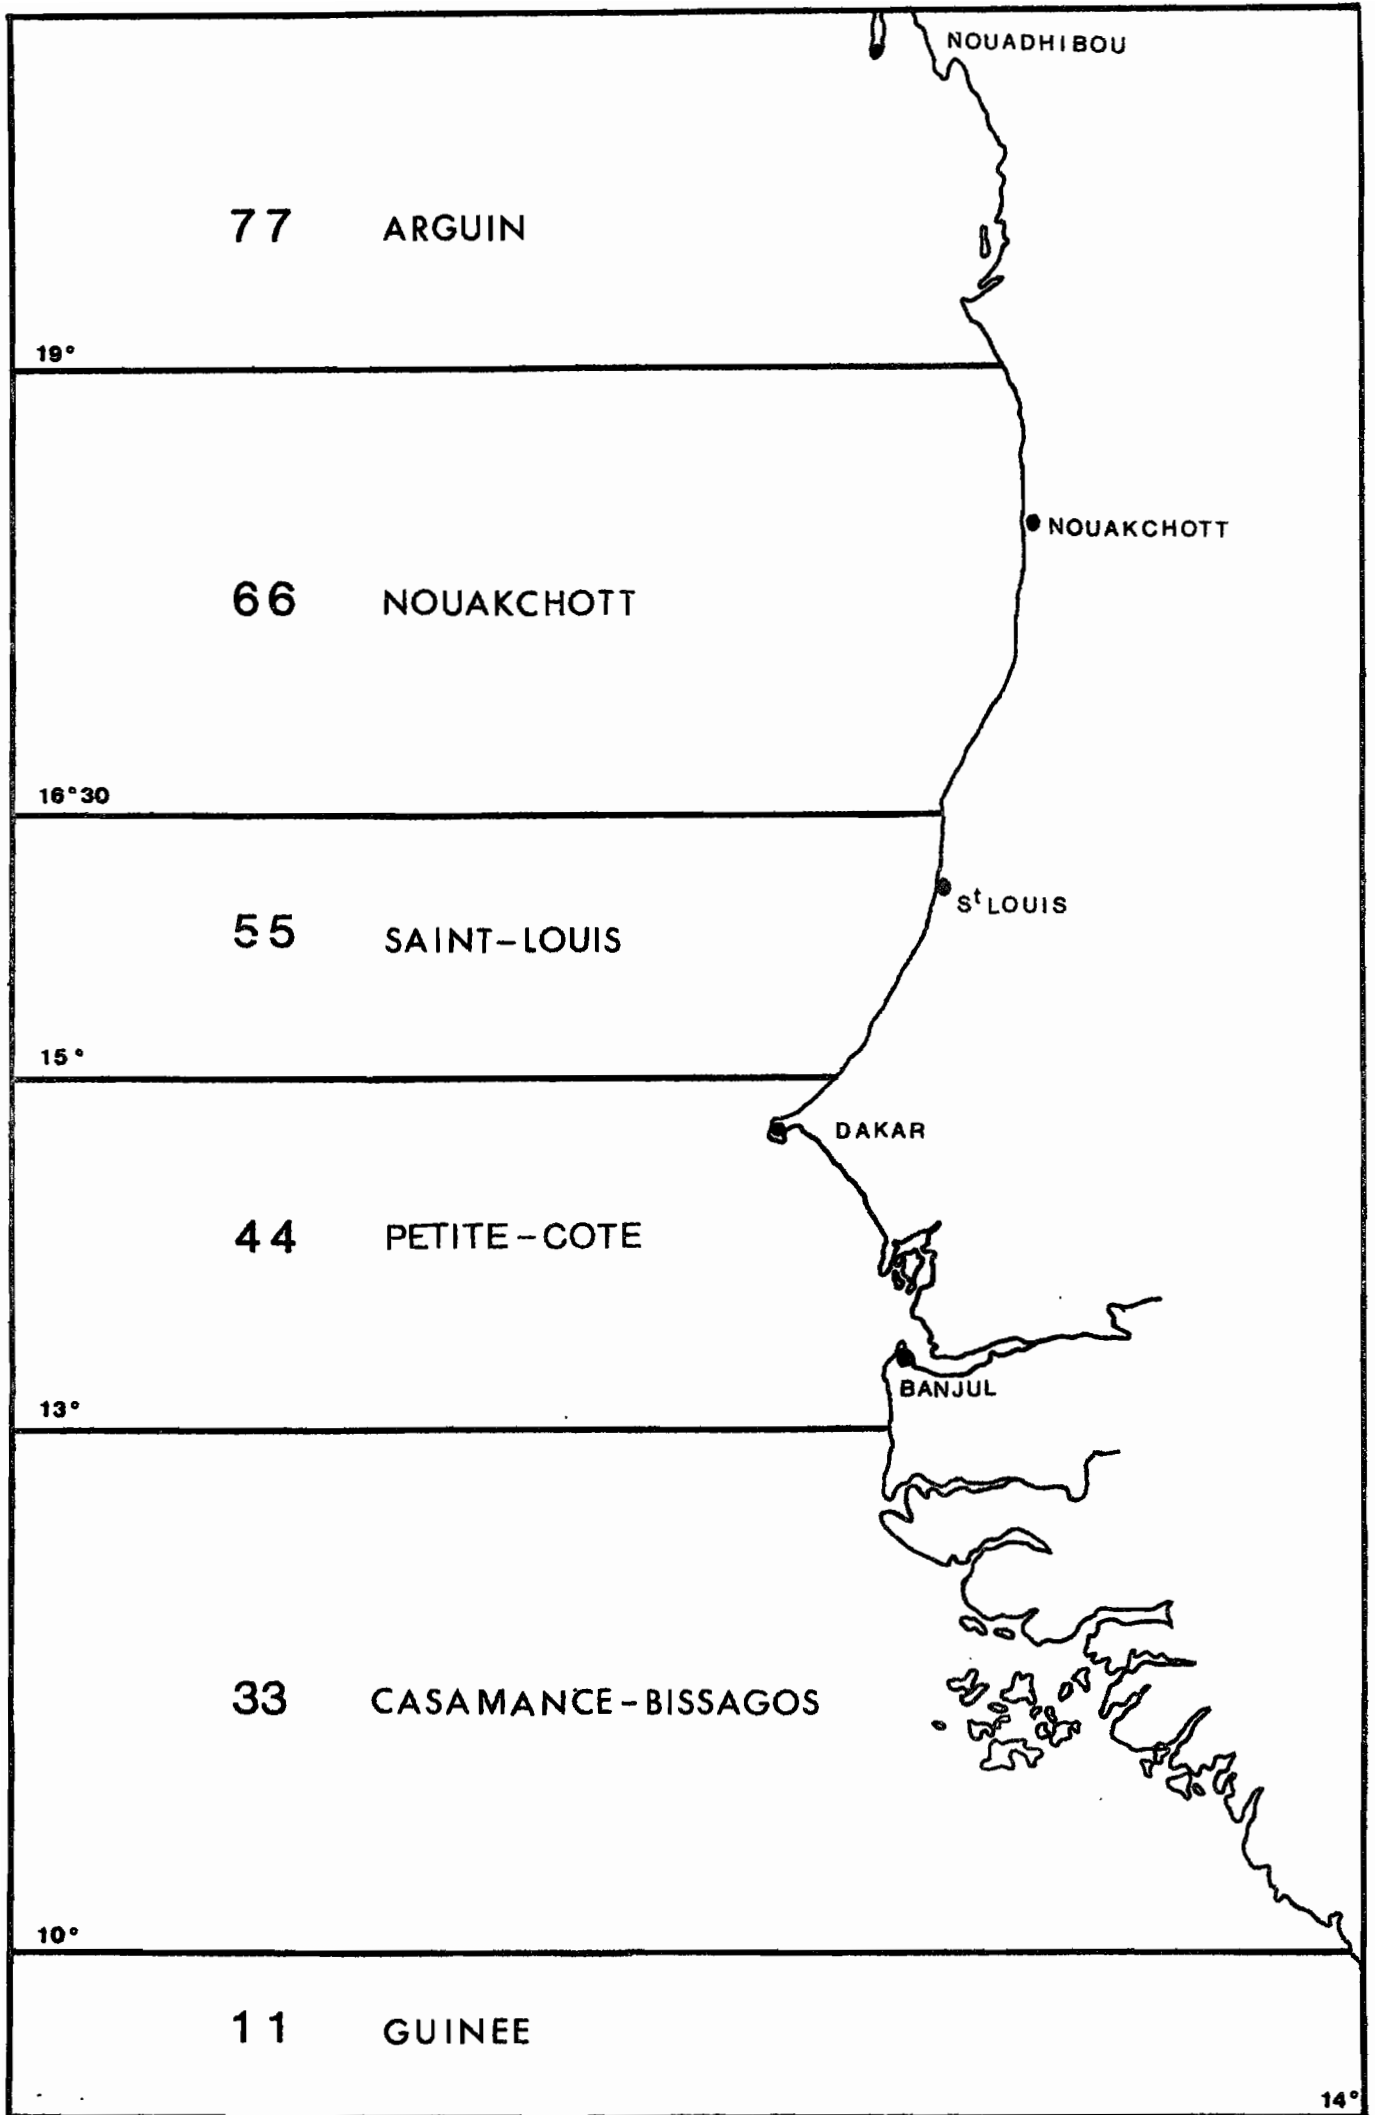 NOUADHIBOU
77 ARGUIN
19°
NOUAKCHOTT
66 NOUAKCHOTT
16°30
St LOUIS
55 SAINT-LOUIS
15°
DAKAR
44 PETITE-COTE
BANJUL
13°
33 CASAMANCE-BISSAGOS
10°
11 GUINEE
14°